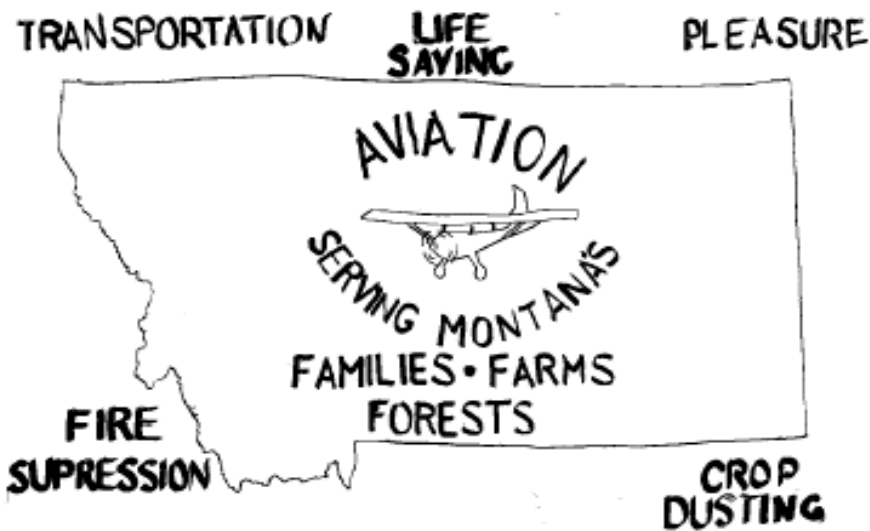 TRANSPORTATION
LIFE
SAVING
PLEASURE
AVIATION
SERVING MONTANA'S
FAMILIES • FARMS
FORESTS
FIRE
SUPRESSION
CROP
DUSTING